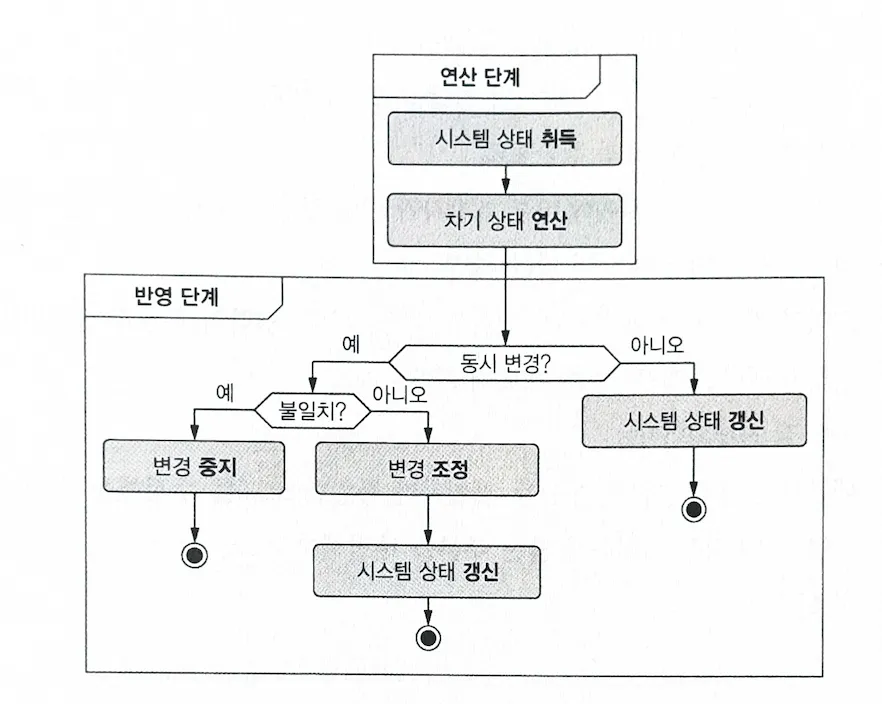 연산 단계
시스템 상태 취득
차기 상태 연산
반영 단계
동시 변경?
예
아니오
불일치?
예
아니오
시스템 상태 갱신
변경 중지
변경 조정
시스템 상태 갱신